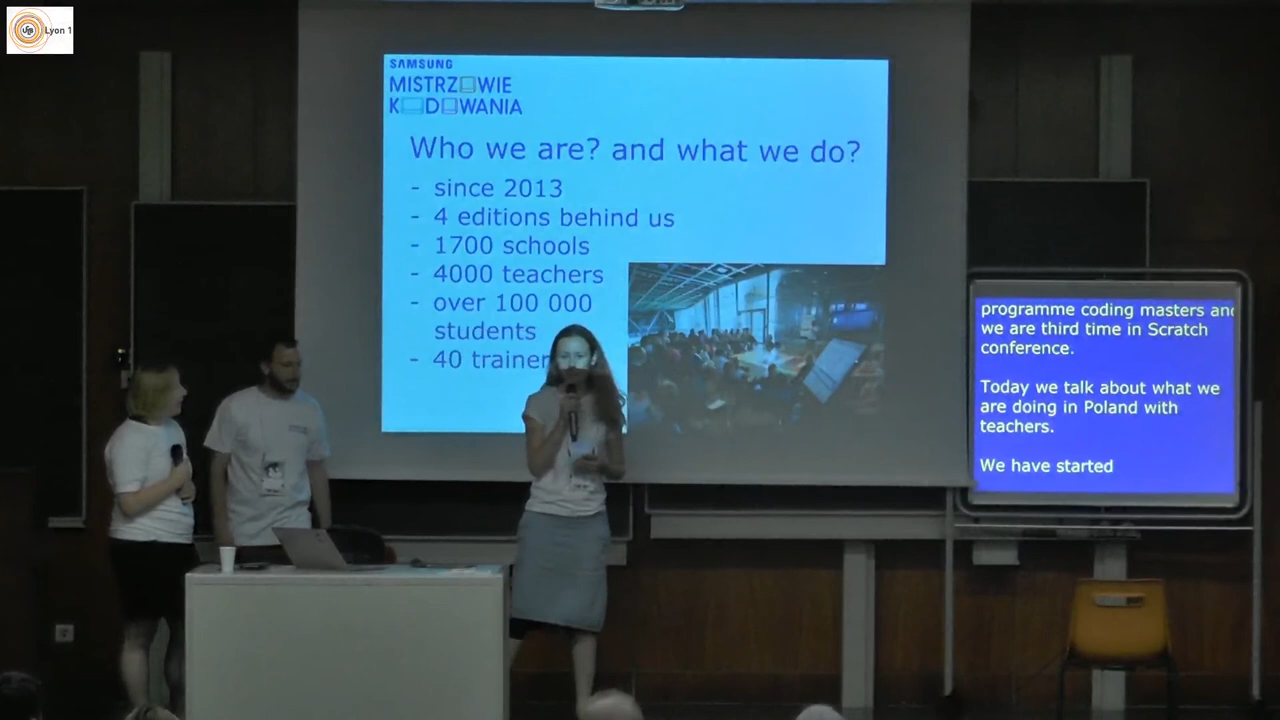 Lyon 1
SAMSUNG
MISTRZOWIE
KODOWANIA
Who we are? and what we do?
- since 2013
- 4 editions behind us
- 1700 schools
- 4000 teachers
- over 100 000
students
- 40 trainer
programme coding masters and
we are third time in Scratch
conference.
Today we talk about what we
are doing in Poland with
teachers.
We have started